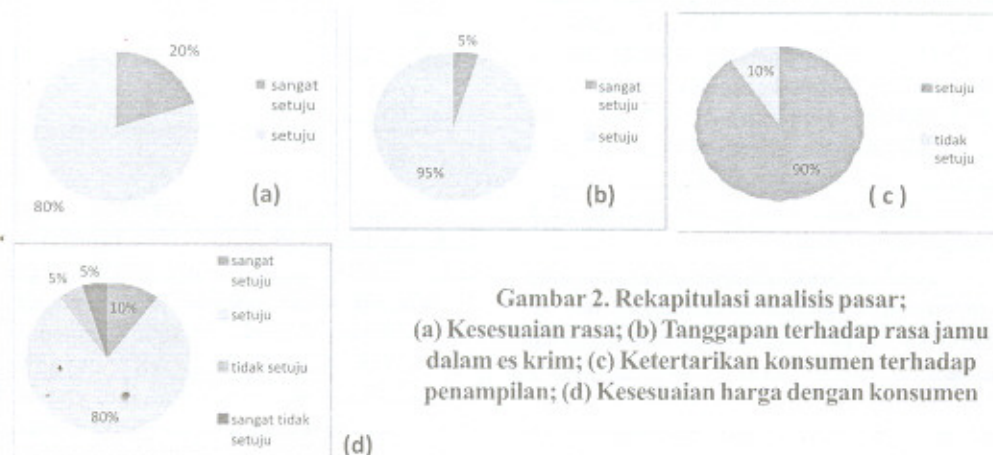 20%
80%
sangat
setuju
setuju
(a)
5%
95%
sangat
setuju
setuju
(b)
10%
90%
setuju
tidak
setuju
( c )
5%
5%
10%
80%
sangat
setuju
setuju
tidak setuju
sangat tidak
setuju
(d)
Gambar 2. Rekapitulasi analisis pasar;
(a) Kesesuaian rasa; (b) Tanggapan terhadap rasa jamu
dalam es krim; (c) Ketertarikan konsumen terhadap
penampilan; (d) Kesesuaian harga dengan konsumen